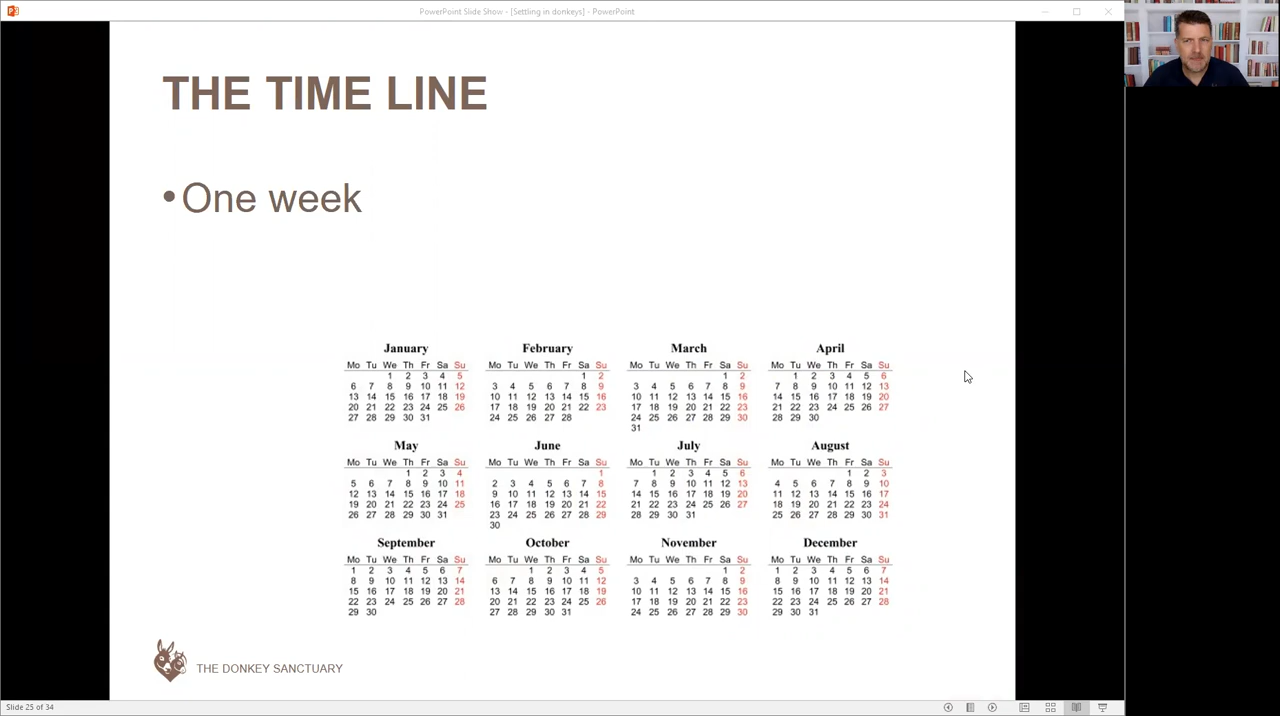 PowerPoint Slide Show - [Settling in donkeys] - PowerPoint
THE TIME LINE
• One week
January February March April
Mo Tu We Th Fr Sa Su Mo Tu We Th Fr Sa Su Mo Tu We Th Fr Sa Su Mo Tu We Th Fr Sa Su
1 2 3 4 5 1 2 1 2 1 2 3 4 5 6
6 7 8 9 10 11 12 3 4 5 6 7 8 9 3 4 5 6 7 8 9 7 8 9 10 11 12 13
13 14 15 16 17 18 19 10 11 12 13 14 15 16 10 11 12 13 14 15 16 14 15 16 17 18 19 20
20 21 22 23 24 25 26 17 18 19 20 21 22 23 17 18 19 20 21 22 23 21 22 23 24 25 26 27
27 28 29 30 31 24 25 26 27 28 24 25 26 27 28 29 30 28 29 30
31
May June July August
Mo Tu We Th Fr Sa Su Mo Tu We Th Fr Sa Su Mo Tu We Th Fr Sa Su Mo Tu We Th Fr Sa Su
1 2 3 4 1 1 2 3 4 5 6 1 2 3
5 6 7 8 9 10 11 2 3 4 5 6 7 8 7 8 9 10 11 12 13 4 5 6 7 8 9 10
12 13 14 15 16 17 18 9 10 11 12 13 14 15 14 15 16 17 18 19 20 11 12 13 14 15 16 17
19 20 21 22 23 24 25 16 17 18 19 20 21 22 21 22 23 24 25 26 27 18 19 20 21 22 23 24
26 27 28 29 30 31 23 24 25 26 27 28 29 28 29 30 31 25 26 27 28 29 30 31
30
September October November December
Mo Tu We Th Fr Sa Su Mo Tu We Th Fr Sa Su Mo Tu We Th Fr Sa Su Mo Tu We Th Fr Sa Su
1 2 3 4 5 6 7 1 2 3 4 5 1 2 1 2 3 4 5 6 7
8 9 10 11 12 13 14 6 7 8 9 10 11 12 3 4 5 6 7 8 9 8 9 10 11 12 13 14
15 16 17 18 19 20 21 13 14 15 16 17 18 19 10 11 12 13 14 15 16 15 16 17 18 19 20 21
22 23 24 25 26 27 28 20 21 22 23 24 25 26 17 18 19 20 21 22 23 22 23 24 25 26 27 28
29 30 27 28 29 30 31 24 25 26 27 28 29 30 29 30 31
THE DONKEY SANCTUARY
Slide 25 of 34